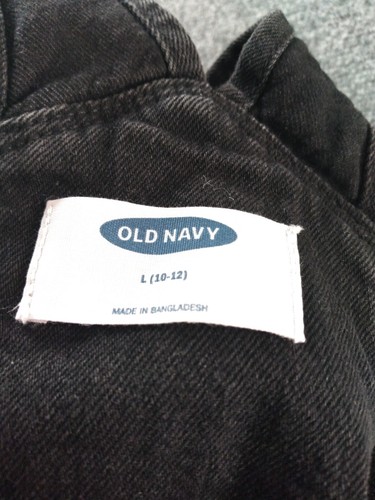 OLD NAVY
L (10-12)
MADE IN BANGLADESH